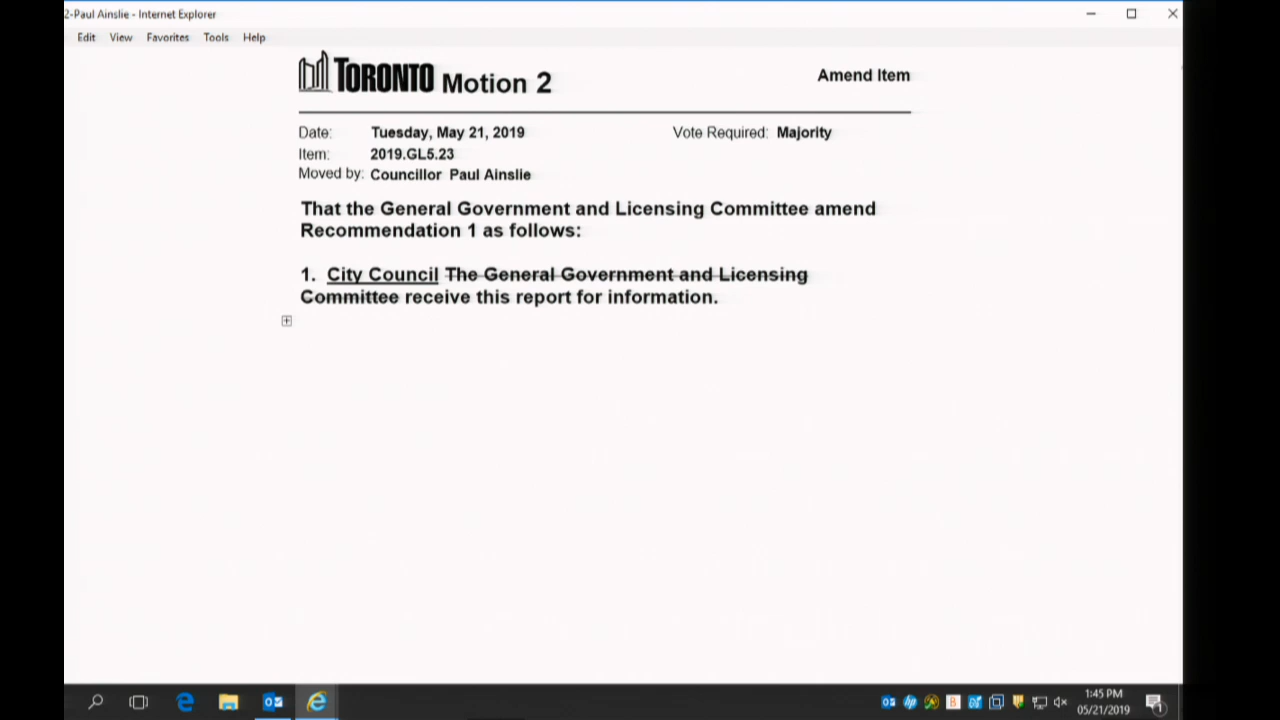 2-Paul Ainslie - Internet Explorer
Edit View Favorites Tools Help
TORONTO Motion 2
Amend Item
Date: Tuesday, May 21, 2019
Vote Required: Majority
Item: 2019.GL5.23
Moved by: Councillor Paul Ainslie
That the General Government and Licensing Committee amend
Recommendation 1 as follows:
1. City Council The General Government and Licensing
Committee receive this report for information.
1:45 PM
05/21/2019